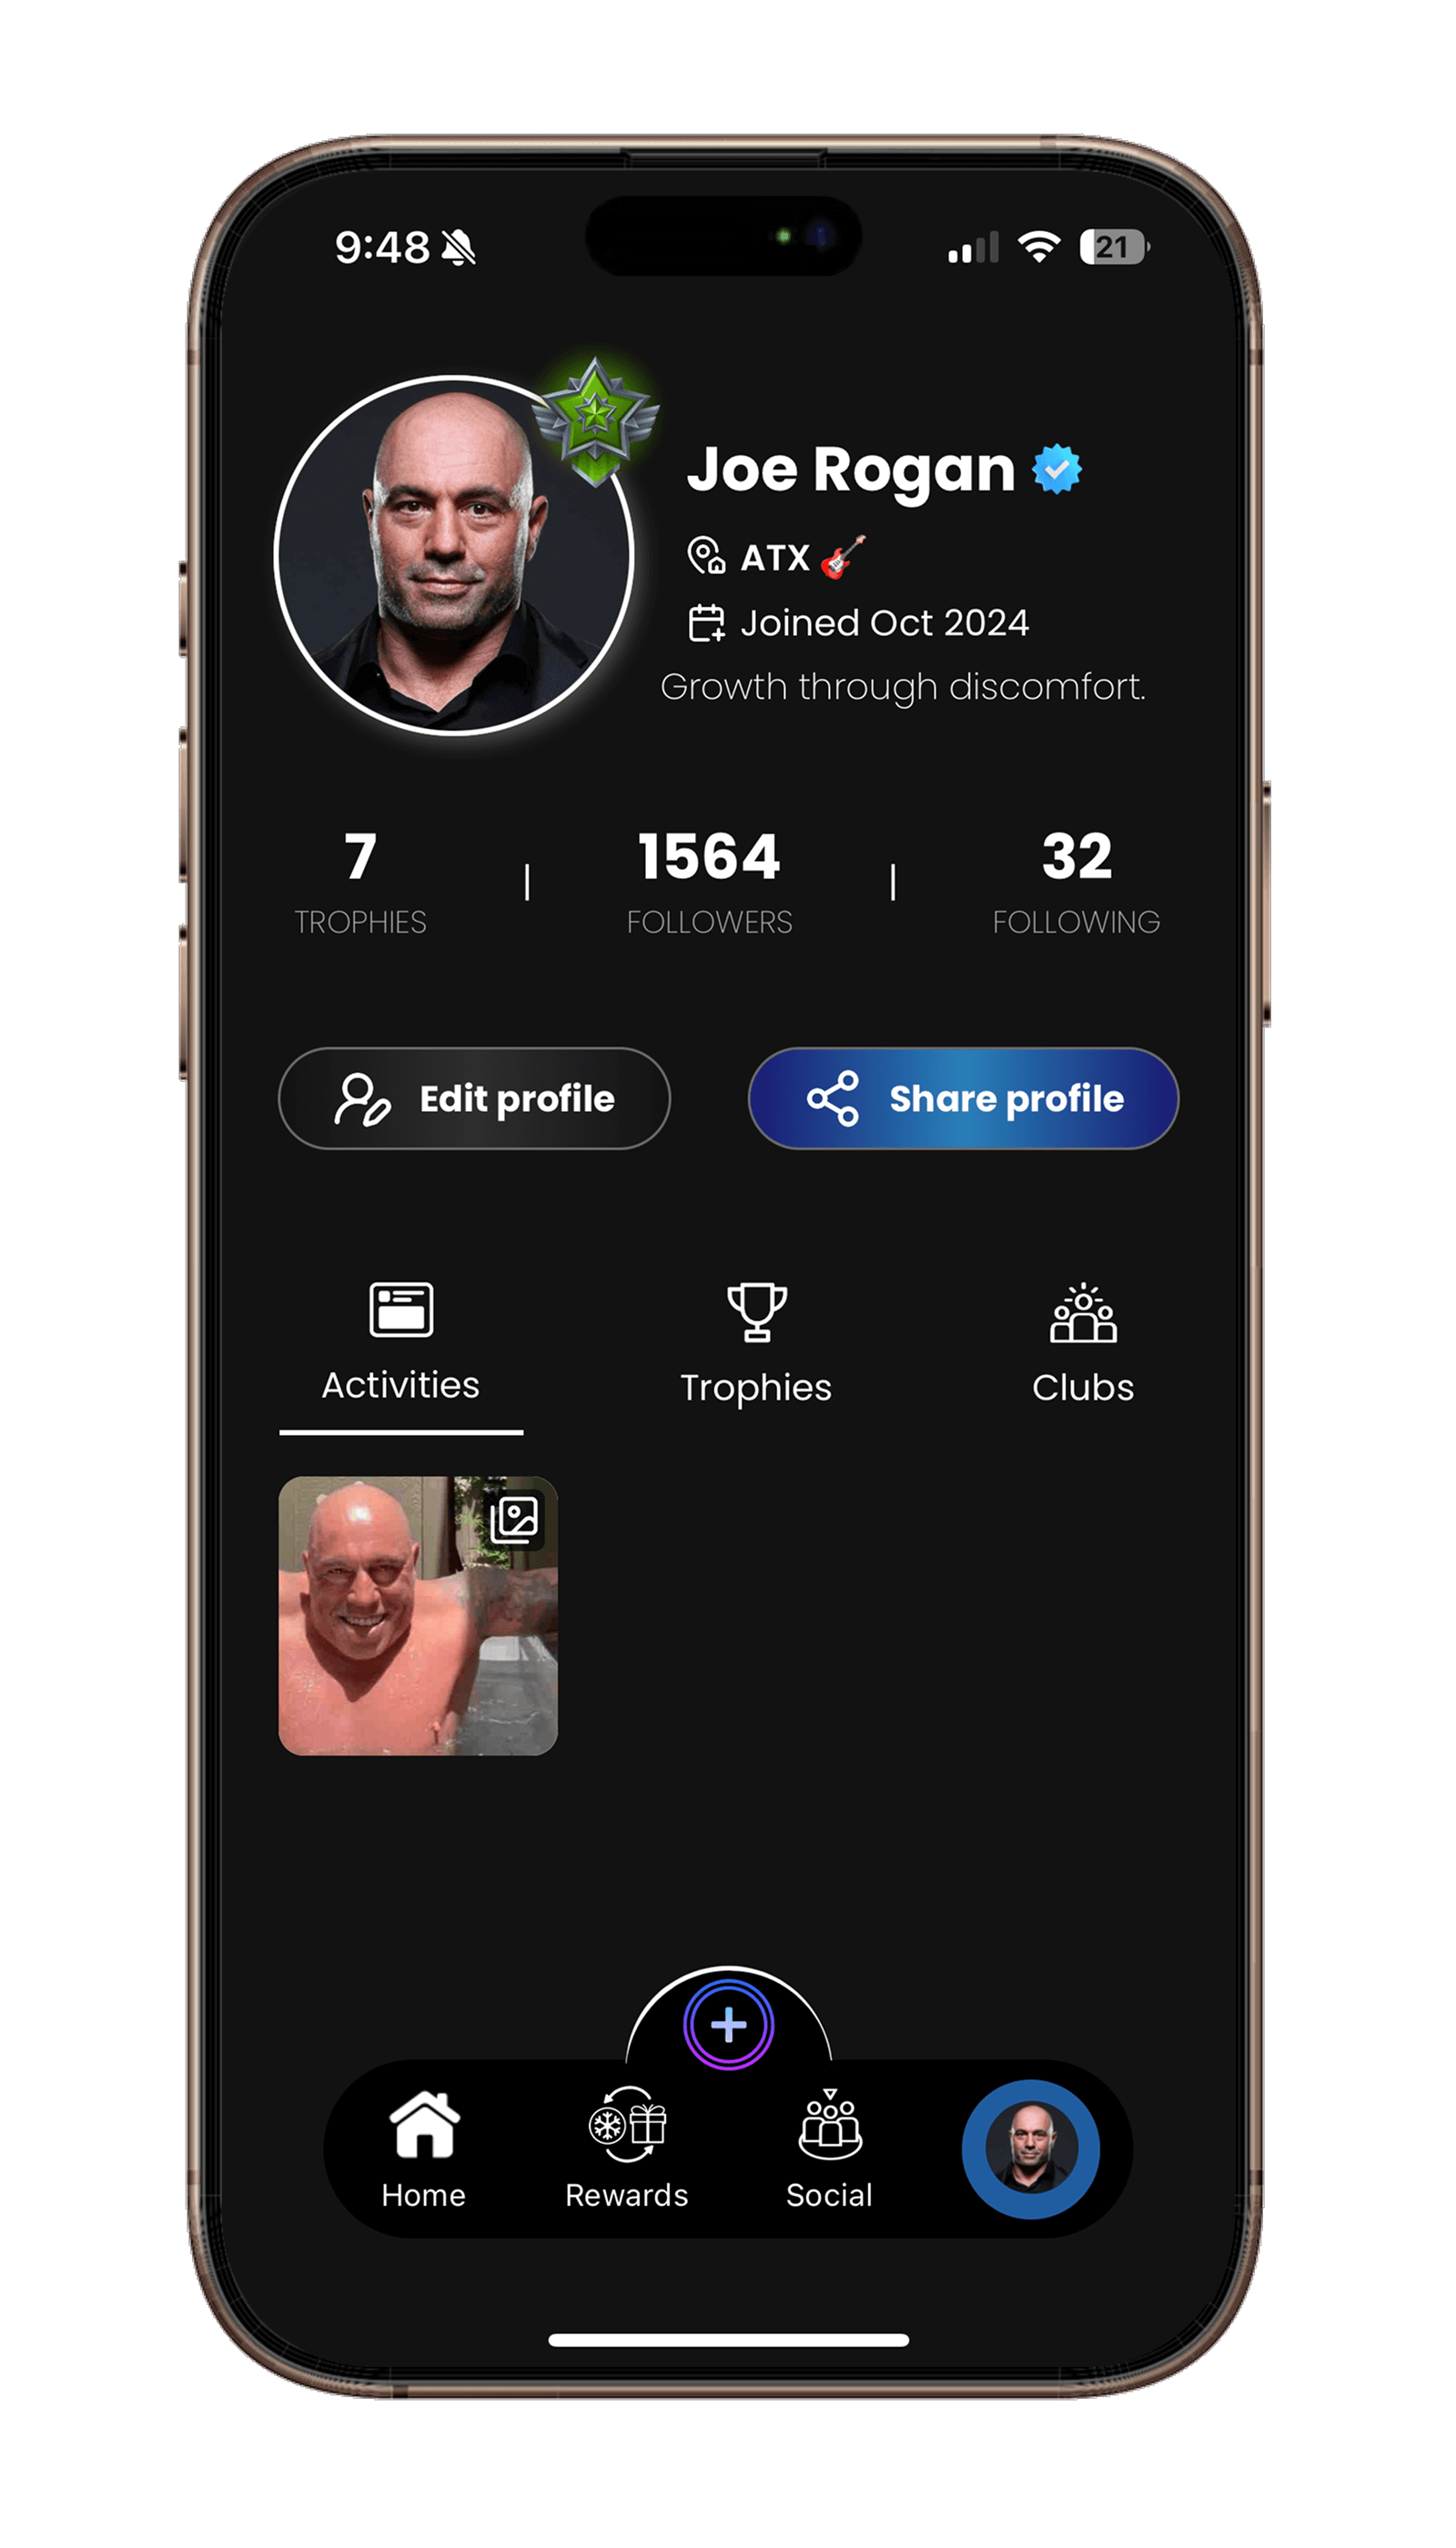 9:48
21
Joe Rogan
ATX 🎸
Joined Oct 2024
Growth through discomfort.
7 | 1564 | 32
TROPHIES FOLLOWERS FOLLOWING
Edit profile Share profile
Activities Trophies Clubs
Home Rewards Social